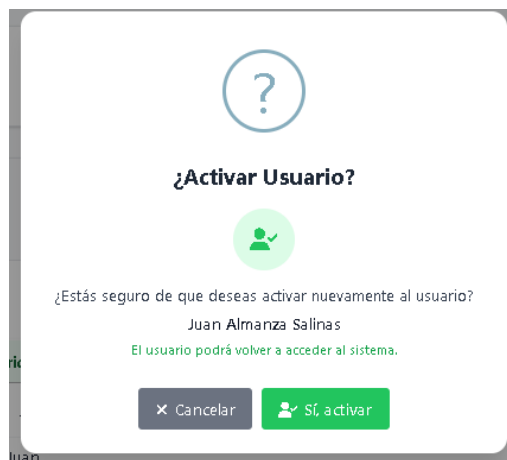 ?
¿Activar Usuario?
¿Estás seguro de que deseas activar nuevamente al usuario?
Juan Almanza Salinas
El usuario podrá volver a acceder al sistema.
× Cancelar
Sí, activar
Juan